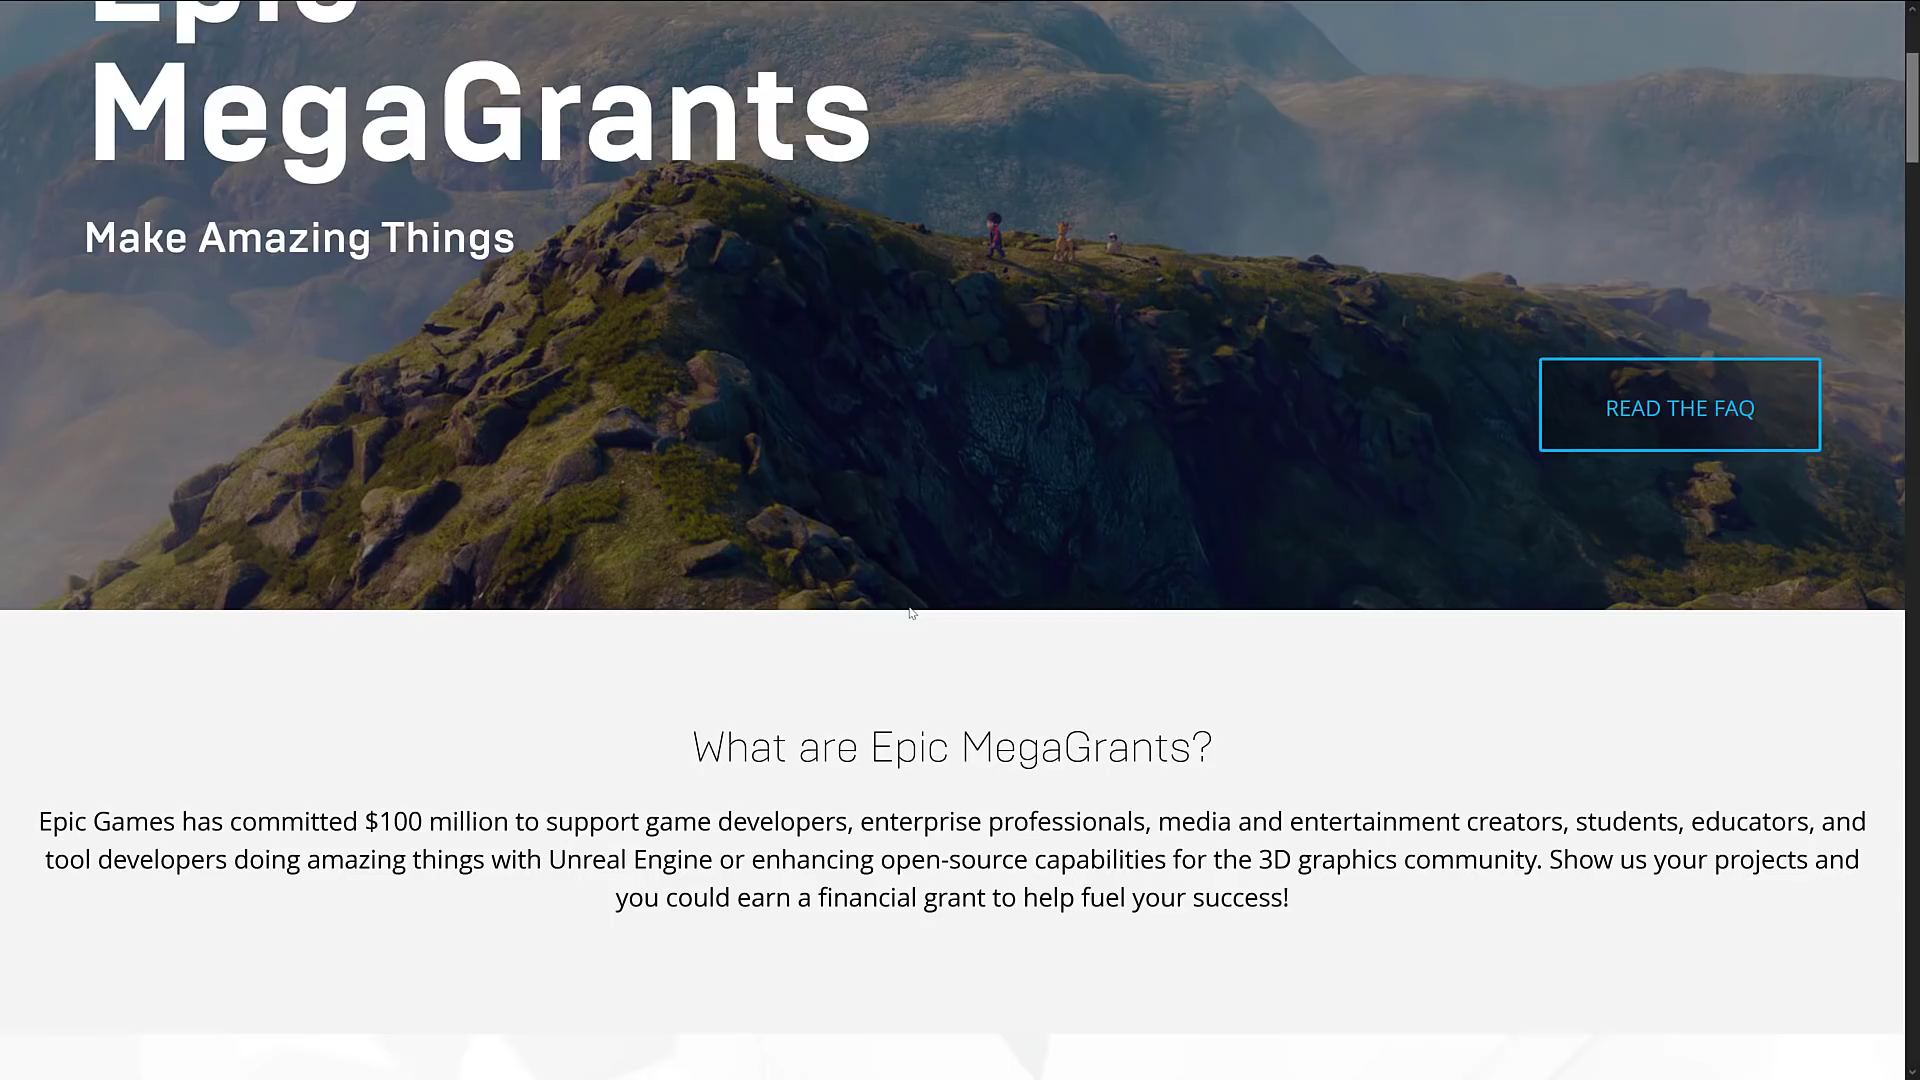 Epic
MegaGrants
Make Amazing Things
READ THE FAQ
What are Epic MegaGrants?
Epic Games has committed $100 million to support game developers, enterprise professionals, media and entertainment creators, students, educators, and
tool developers doing amazing things with Unreal Engine or enhancing open-source capabilities for the 3D graphics community. Show us your projects and
you could earn a financial grant to help fuel your success!